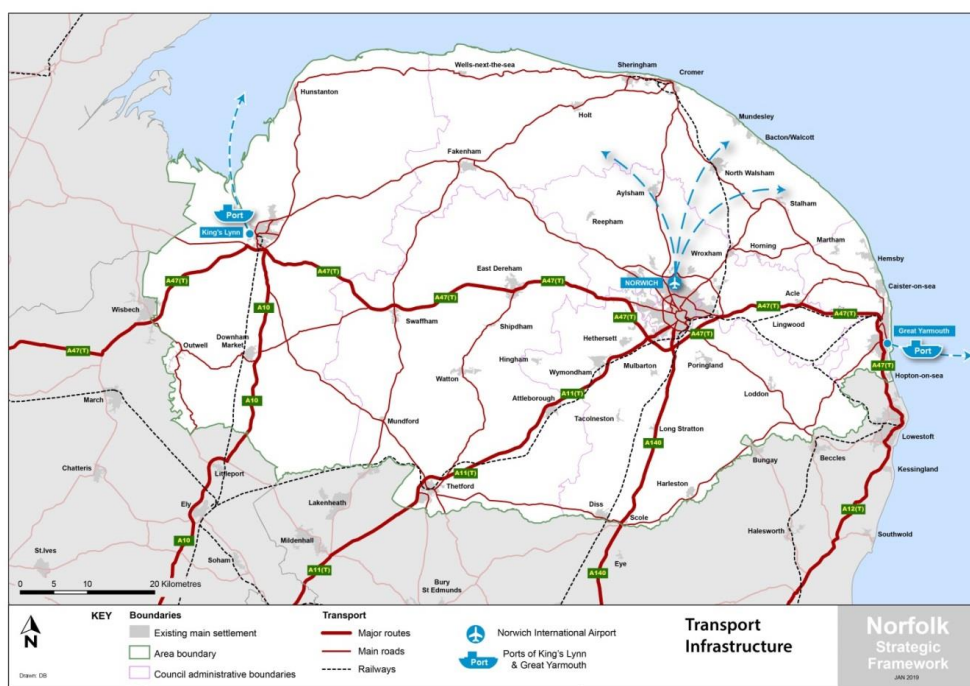 Wells-next-the-sea
Sheringham
Cromer
Hunstanton
Holt
Mundesley
Bacton/Walcott
Fakenham
North Walsham
Aylsham
Stalham
Port
King's Lynn
Reepham
Wroxham
Horning
Martham
Hemsby
A47(T)
A47(T)
East Dereham
A47(T)
NORWICH
Caister-on-sea
Acle
A47(T)
Wisbech
A10
A47(T)
Swaffham
A47(T)
A47(T)
Lingwood
Great Yarmouth
Port
A47(T)
Outwell
Downham
Market
Shipdham
Hethersett
A47(T)
Poringland
A47(T)
Hopton-on-sea
Hingham
Wymondham
Mulbarton
Watton
Attleborough
A11(T)
Loddon
March
A10
Mundford
Tacolneston
Long Stratton
A140
Lowestoft
Chatteris
Littleport
A11(T)
Thetford
Bungay
Beccles
Kessingland
Ely
Lakenheath
Harleston
Diss
Scole
Halesworth
A12(T)
Southwold
St.Ives
A10
Soham
Mildenhall
A11(T)
Eye
A140
Bury
St Edmunds
0 5 10 20 Kilometres
N
Drawn: DB
KEY
Boundaries
Existing main settlement
Area boundary
Council administrative boundaries
Transport
Major routes
Main roads
Railways
Norwich International Airport
Port
Ports of King's Lynn
& Great Yarmouth
Transport
Infrastructure
Norfolk
Strategic
Framework
JAN 2019